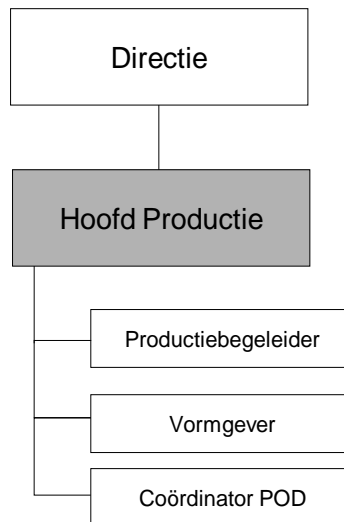 Directie
Hoofd Productie
Productiebegeleider
Vormgever
Coördinator POD